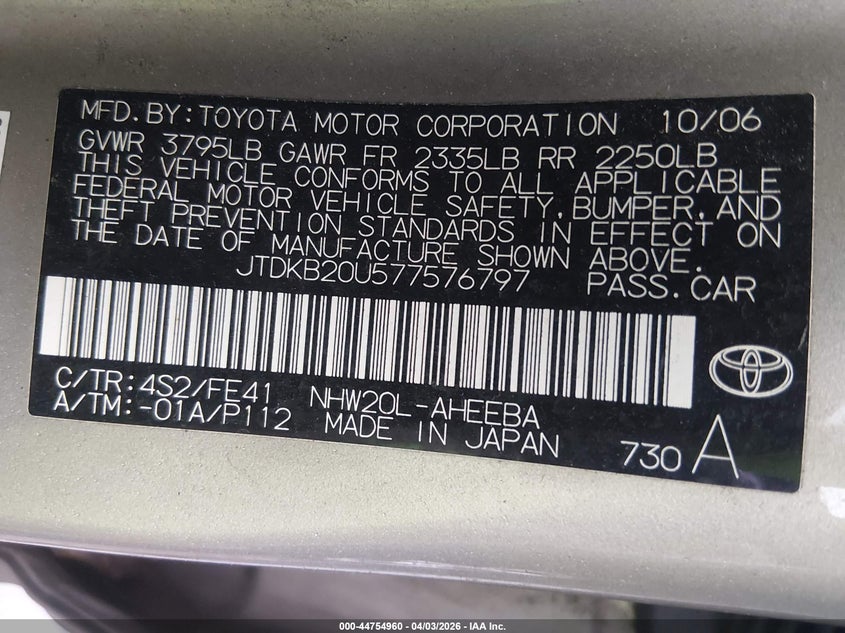 MFD.BY:TOYOTA MOTOR CORPORATION 10/06
GVWR 3795LB GAWR FR 2335LB RR 2250LB
THIS VEHICLE CONFORMS TO ALL APPLICABLE
FEDERAL MOTOR VEHICLE SAFETY,BUMPER,AND
THEFT PREVENTION STANDARDS IN EFFECT ON
THE DATE OF MANUFACTURE SHOWN ABOVE.
JTDKB20U577576797 PASS.CAR
C/TR:4S2/FE41 NHW20L-AHEEBA
A/TM:-01A/P112 MADE IN JAPAN
730 A
000-44754960 | 04/03/2026 | IAA Inc.